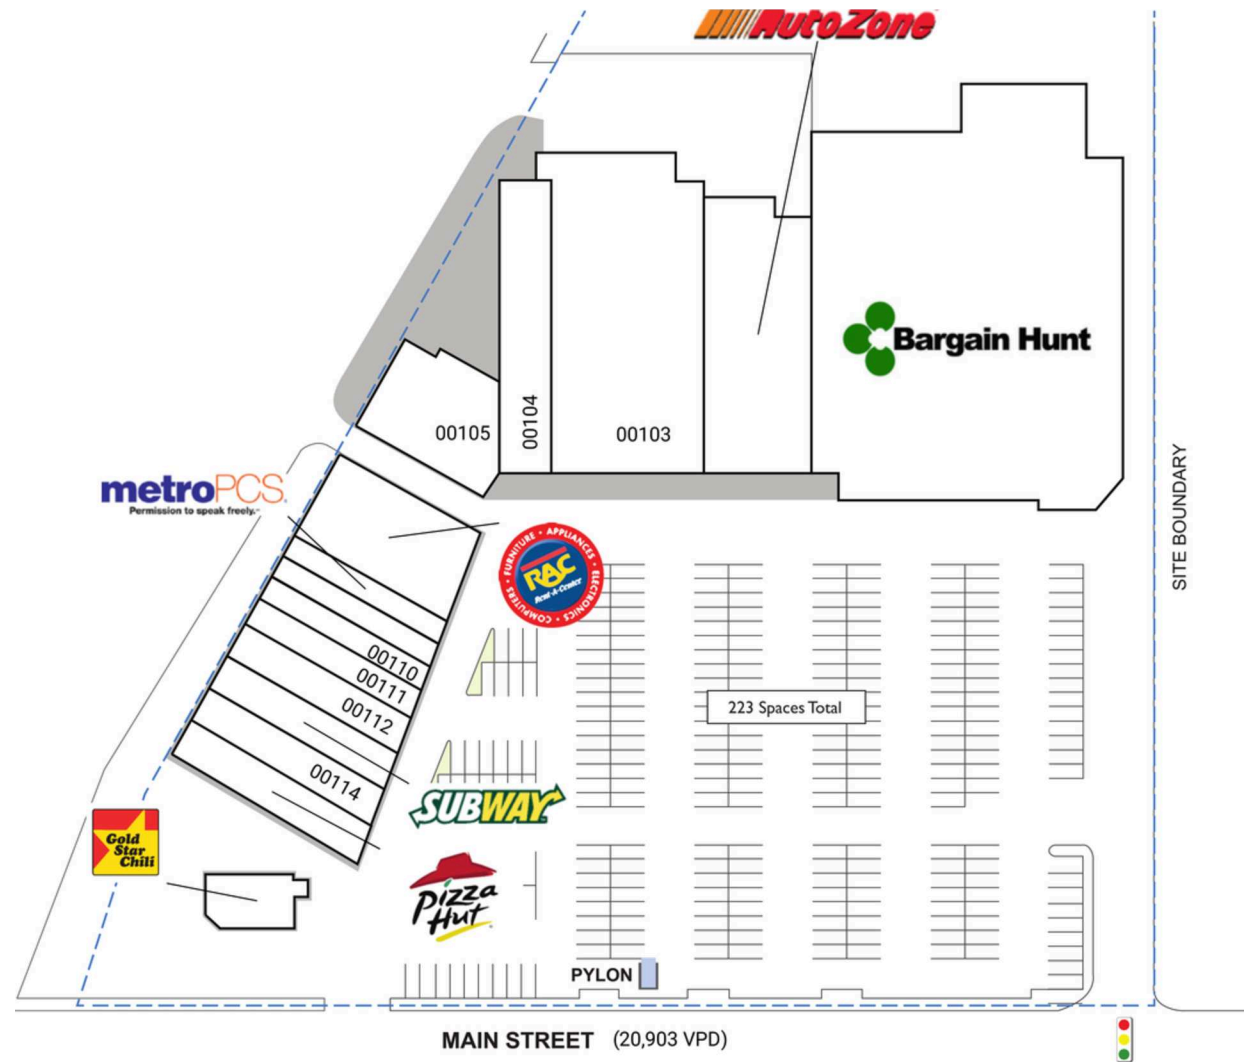 AutoZone
Bargain Hunt
00105
00104
00103
metroPCS.
Permission to speak freely.
FURNITURE • APPLIANCES • ELECTRONICS • COMPUTERS •
RAC
Rent-A-Center
SITE BOUNDARY
00110
00111
00112
223 Spaces Total
00114
SUBWAY
Gold
Star
Chili
Pizza
Hut
PYLON
MAIN STREET (20,903 VPD)